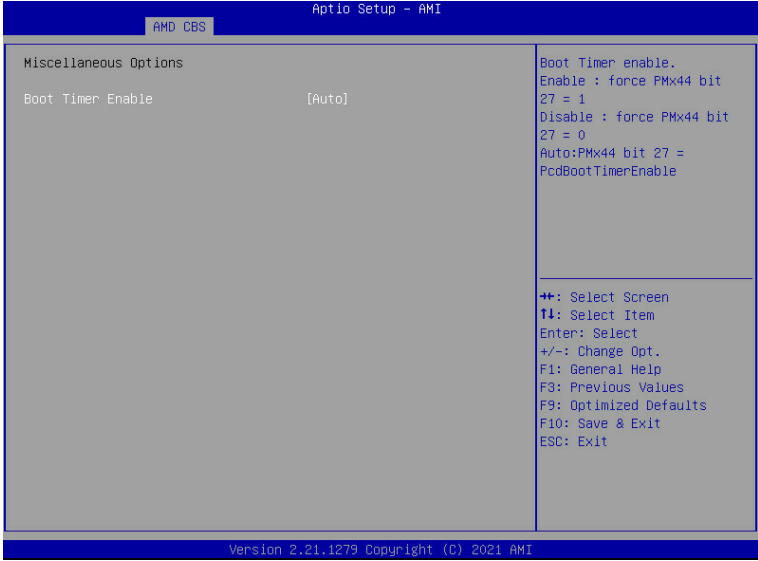 Aptio Setup – AMI
AMD CBS
Miscellaneous Options
Boot Timer Enable [Auto]
Boot Timer enable.
Enable : force PMx44 bit
27 = 1
Disable : force PMx44 bit
27 = 0
Auto:PMx44 bit 27 =
PcdBootTimerEnable
→←: Select Screen
↑↓: Select Item
Enter: Select
+/-: Change Opt.
F1: General Help
F3: Previous Values
F9: Optimized Defaults
F10: Save & Exit
ESC: Exit
Version 2.21.1279 Copyright (C) 2021 AMI